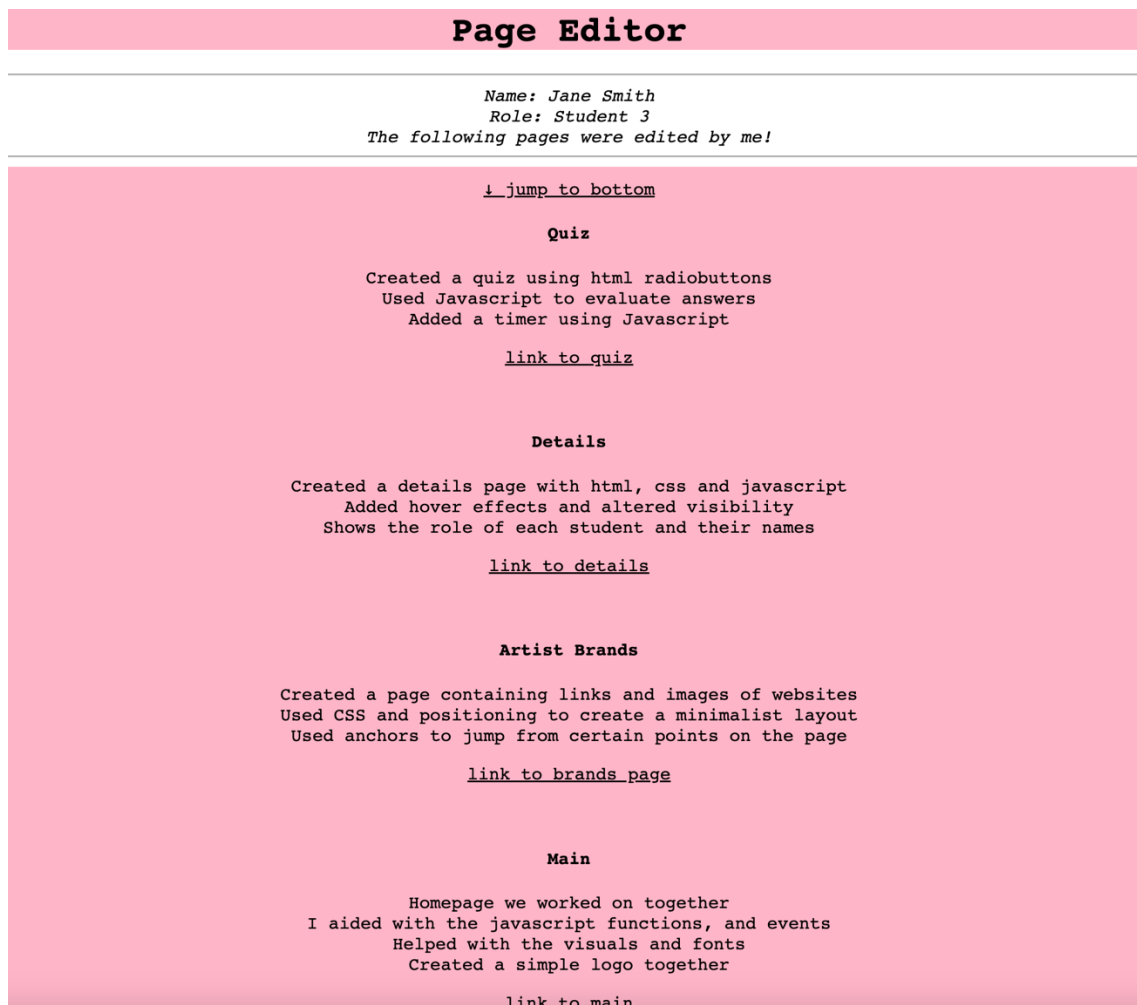 Page Editor
Name: Jane Smith
Role: Student 3
The following pages were edited by me!
↓ jump to bottom
Quiz
Created a quiz using html radiobuttons
Used Javascript to evaluate answers
Added a timer using Javascript
link to quiz
Details
Created a details page with html, css and javascript
Added hover effects and altered visibility
Shows the role of each student and their names
link to details
Artist Brands
Created a page containing links and images of websites
Used CSS and positioning to create a minimalist layout
Used anchors to jump from certain points on the page
link to brands page
Main
Homepage we worked on together
I aided with the javascript functions, and events
Helped with the visuals and fonts
Created a simple logo together
link to main